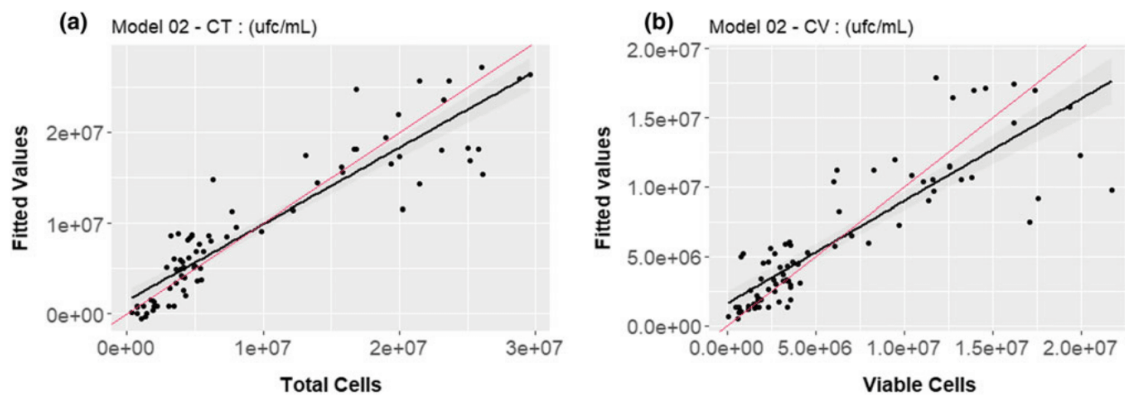 (a) Model 02 - CT : (ufc/mL)
Fitted Values
2e+07
1e+07
0e+00
0e+00 1e+07 2e+07 3e+07
Total Cells
(b) Model 02 - CV : (ufc/mL)
Fitted values
2.0e+07
1.5e+07
1.0e+07
5.0e+06
0.0e+00
0.0e+00 5.0e+06 1.0e+07 1.5e+07 2.0e+07
Viable Cells